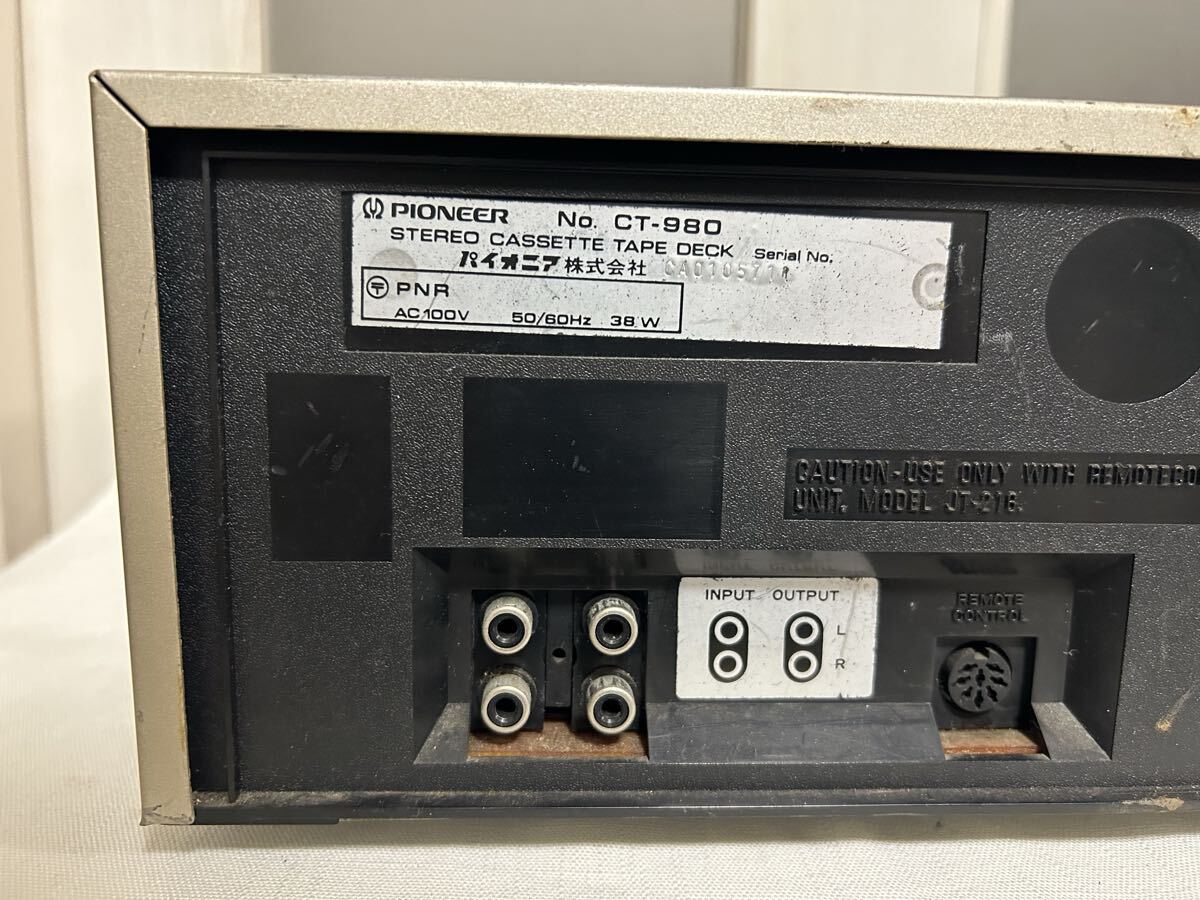 PIONEER No. CT-980
STEREO CASSETTE TAPE DECK Serial No.
パイオニア株式会社
PNR
AC100V 50/60Hz 38W
CAUTION-USE ONLY WITH
UNIT. MODEL JT-216.
INPUT OUTPUT
L
R
REMOTE
CONTROL